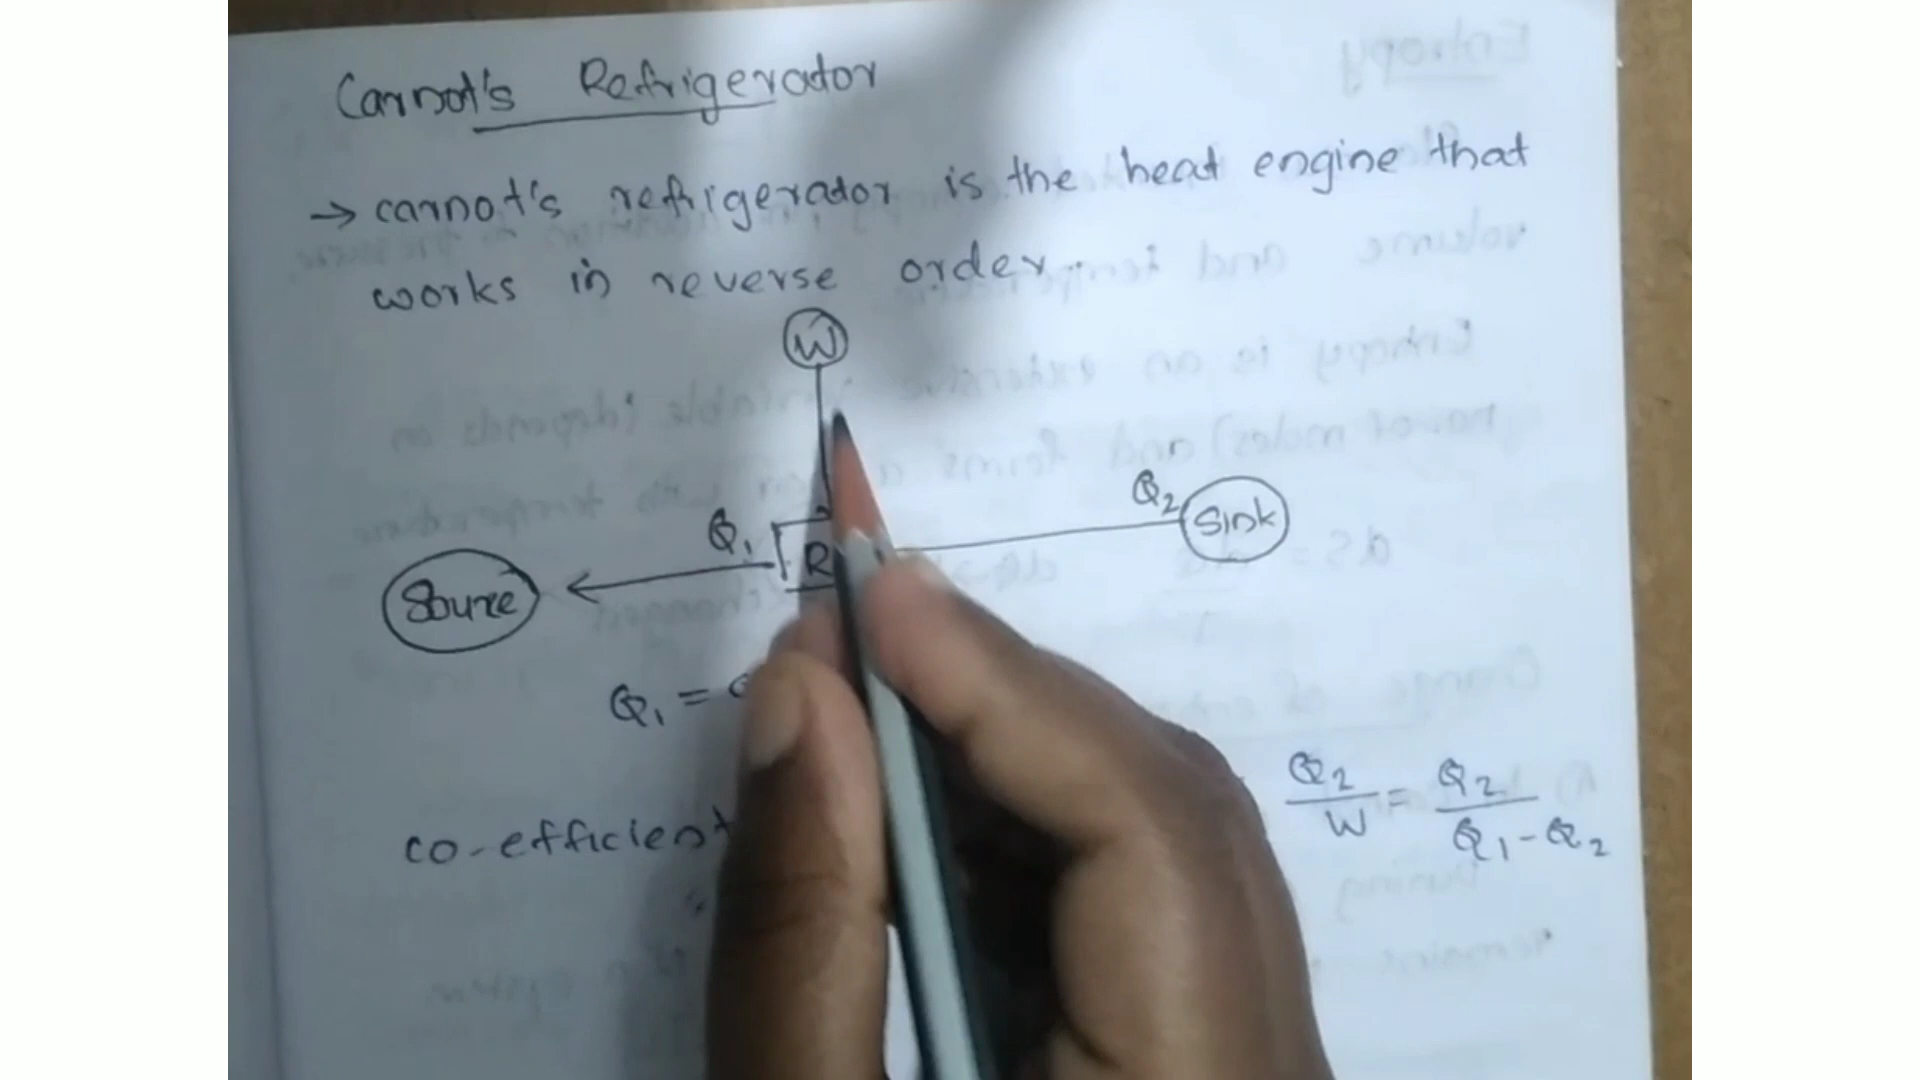 Carnot's Refrigerator
→ carnot's refrigerator is the heat engine that
works in reverse order.
W
Q₂ Sink
Q₁ R
Source
Q₁ =
Q₂/W = Q₂/(Q₁ - Q₂)
co-efficient